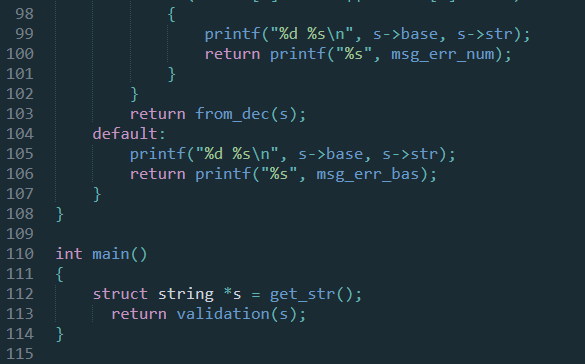 98 {
99 printf("%d %s\n", s->base, s->str);
100 return printf("%s", msg_err_num);
101 }
102 }
103 return from_dec(s);
104 default:
105 printf("%d %s\n", s->base, s->str);
106 return printf("%s", msg_err_bas);
107 }
108 }
109
110 int main()
111 {
112 struct string *s = get_str();
113 return validation(s);
114 }
115